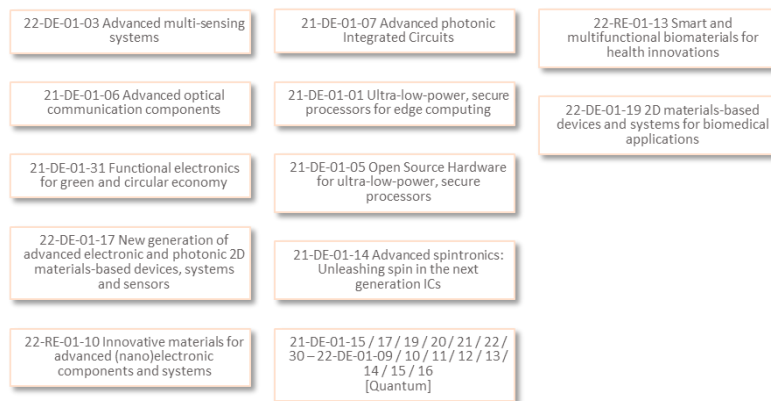 22-DE-01-03 Advanced multi-sensing
systems
21-DE-01-06 Advanced optical
communication components
21-DE-01-31 Functional electronics
for green and circular economy
22-DE-01-17 New generation of
advanced electronic and photonic 2D
materials-based devices, systems
and sensors
22-RE-01-10 Innovative materials for
advanced (nano)electronic
components and systems
21-DE-01-07 Advanced photonic
Integrated Circuits
21-DE-01-01 Ultra-low-power, secure
processors for edge computing
21-DE-01-05 Open Source Hardware
for ultra-low-power, secure
processors
21-DE-01-14 Advanced spintronics:
Unleashing spin in the next
generation ICs
21-DE-01-15 / 17 / 19 / 20 / 21 / 22 /
30 – 22-DE-01-09 / 10 / 11 / 12 / 13 /
14 / 15 / 16
[Quantum]
22-RE-01-13 Smart and
multifunctional biomaterials for
health innovations
22-DE-01-19 2D materials-based
devices and systems for biomedical
applications